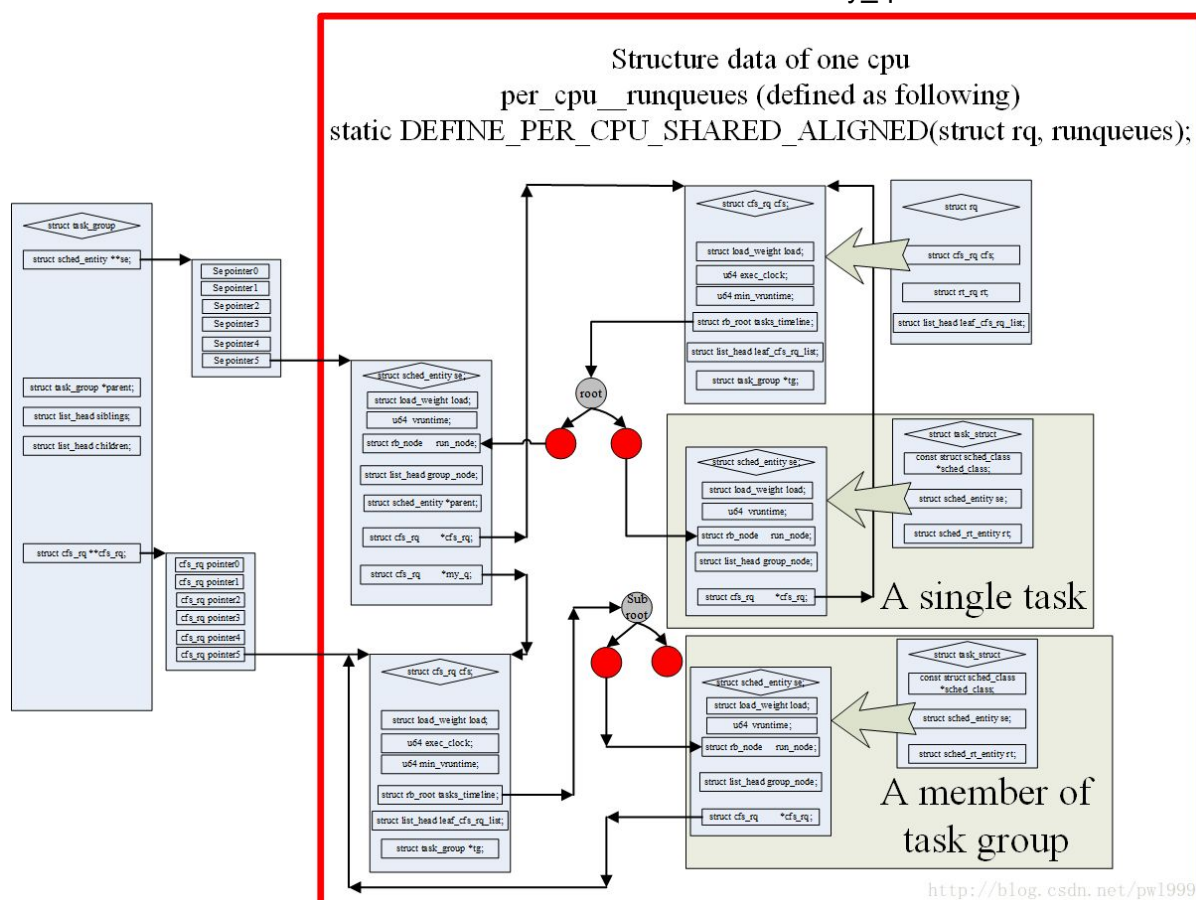 Structure data of one cpu
per_cpu__runqueues (defined as following)
static DEFINE_PER_CPU_SHARED_ALIGNED(struct rq, runqueues);
struct task_group
struct sched_entity **se;
struct task_group *parent;
struct list_head siblings;
struct list_head children;
struct cfs_rq **cfs_rq;
Se pointer0
Se pointer1
Se pointer2
Se pointer3
Se pointer4
Se pointer5
cfs_rq pointer0
cfs_rq pointer1
cfs_rq pointer2
cfs_rq pointer3
cfs_rq pointer4
cfs_rq pointer5
struct sched_entity se;
struct load_weight load;
u64 vruntime;
struct rb_node run_node;
struct list_head group_node;
struct sched_entity *parent;
struct cfs_rq *cfs_rq;
struct cfs_rq *my_q;
struct cfs_rq cfs;
struct load_weight load;
u64 exec_clock;
u64 min_vruntime;
struct rb_root tasks_timeline;
struct list_head leaf_cfs_rq_list;
struct task_group *tg;
root
Sub
root
struct cfs_rq cfs;
struct load_weight load;
u64 exec_clock;
u64 min_vruntime;
struct rb_root tasks_timeline;
struct list_head leaf_cfs_rq_list;
struct task_group *tg;
struct rq
struct cfs_rq cfs;
struct rt_rq rt;
struct list_head leaf_cfs_rq_list;
struct sched_entity se;
struct load_weight load;
u64 vruntime;
struct rb_node run_node;
struct list_head group_node;
struct cfs_rq *cfs_rq;
struct task_struct
const struct sched_class
*sched_class;
struct sched_entity se;
struct sched_rt_entity rt;
A single task
struct sched_entity se;
struct load_weight load;
u64 vruntime;
struct rb_node run_node;
struct list_head group_node;
struct cfs_rq *cfs_rq;
struct task_struct
const struct sched_class
*sched_class;
struct sched_entity se;
struct sched_rt_entity rt;
A member of
task group
http://blog.csdn.net/pwl999